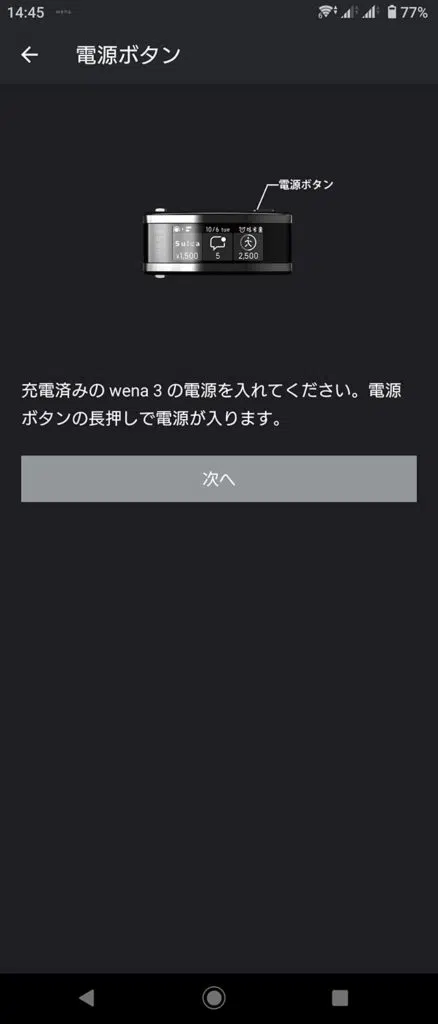 14:45 wena
77%
電源ボタン
電源ボタン
10/6 tue
Suica
¥1,500 5 2,500
充電済みの wena 3 の電源を入れてください。電源
ボタンの長押しで電源が入ります。
次へ